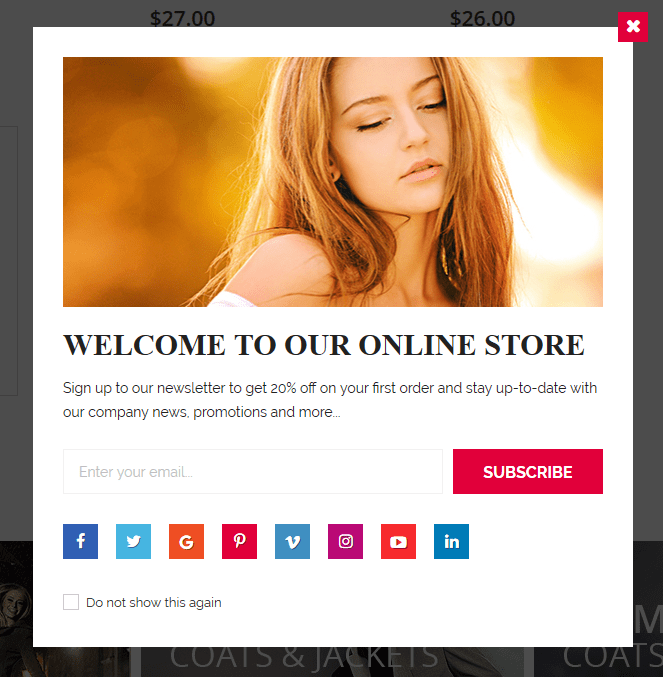 $27.00 $26.00
WELCOME TO OUR ONLINE STORE
Sign up to our newsletter to get 20% off on your first order and stay up-to-date with
our company news, promotions and more...
Enter your email...
SUBSCRIBE
Do not show this again
COATS & JACKETS
M
COATS